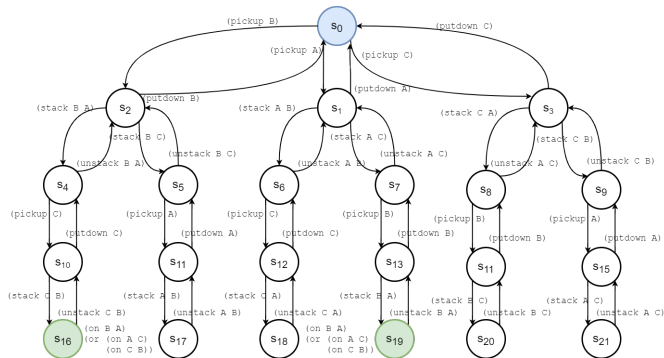 (pickup B)
s0
(putdown C)
(pickup A)
(pickup C)
(putdown B)
(putdown A)
s2
s1
s3
(stack B A)
(stack B C)
(stack A B)
(stack A C)
(stack C A)
(stack C B)
(unstack B A)
(unstack B C)
(unstack A B)
(unstack A C)
(unstack A C)
(unstack C B)
s4
s5
s6
s7
s8
s9
(pickup C)
(pickup A)
(pickup C)
(pickup B)
(pickup B)
(pickup A)
(putdown C)
(putdown A)
(putdown C)
(putdown B)
(putdown B)
(putdown A)
s10
s11
s12
s13
s11
s15
(stack C B)
(stack A B)
(stack C A)
(stack B A)
(stack B C)
(stack A C)
(unstack C B)
(unstack A B)
(unstack C A)
(unstack B A)
(unstack B C)
(unstack A C)
s16
(on B A)
(or (on A C)
(on C B))
s17
s18
(on B A)
(or (on A C)
(on C B))
s19
s20
s21